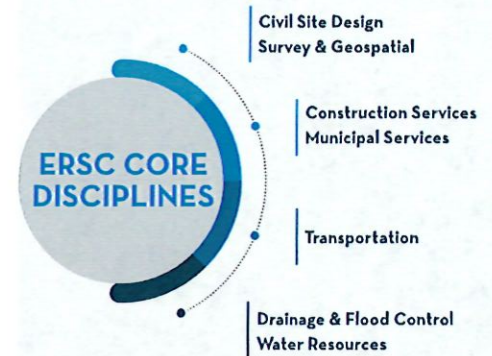 Civil Site Design
Survey & Geospatial
ERSC CORE
DISCIPLINES
Construction Services
Municipal Services
Transportation
Drainage & Flood Control
Water Resources